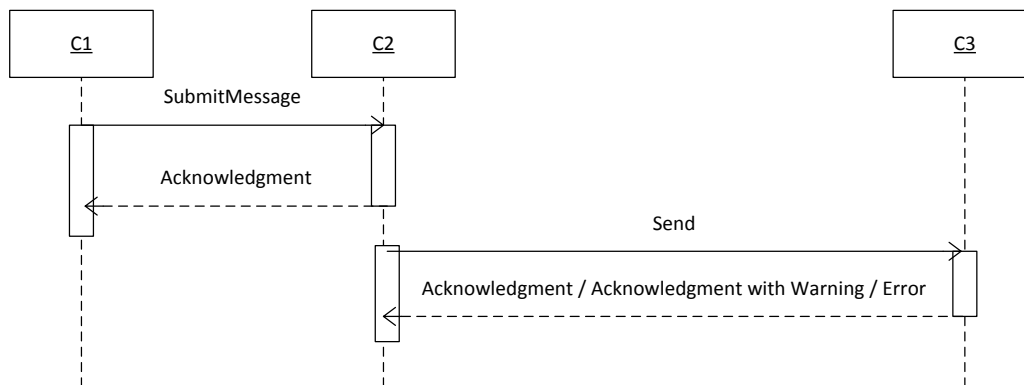 C1
C2
C3
SubmitMessage
Acknowledgment
Send
Acknowledgment / Acknowledgment with Warning / Error